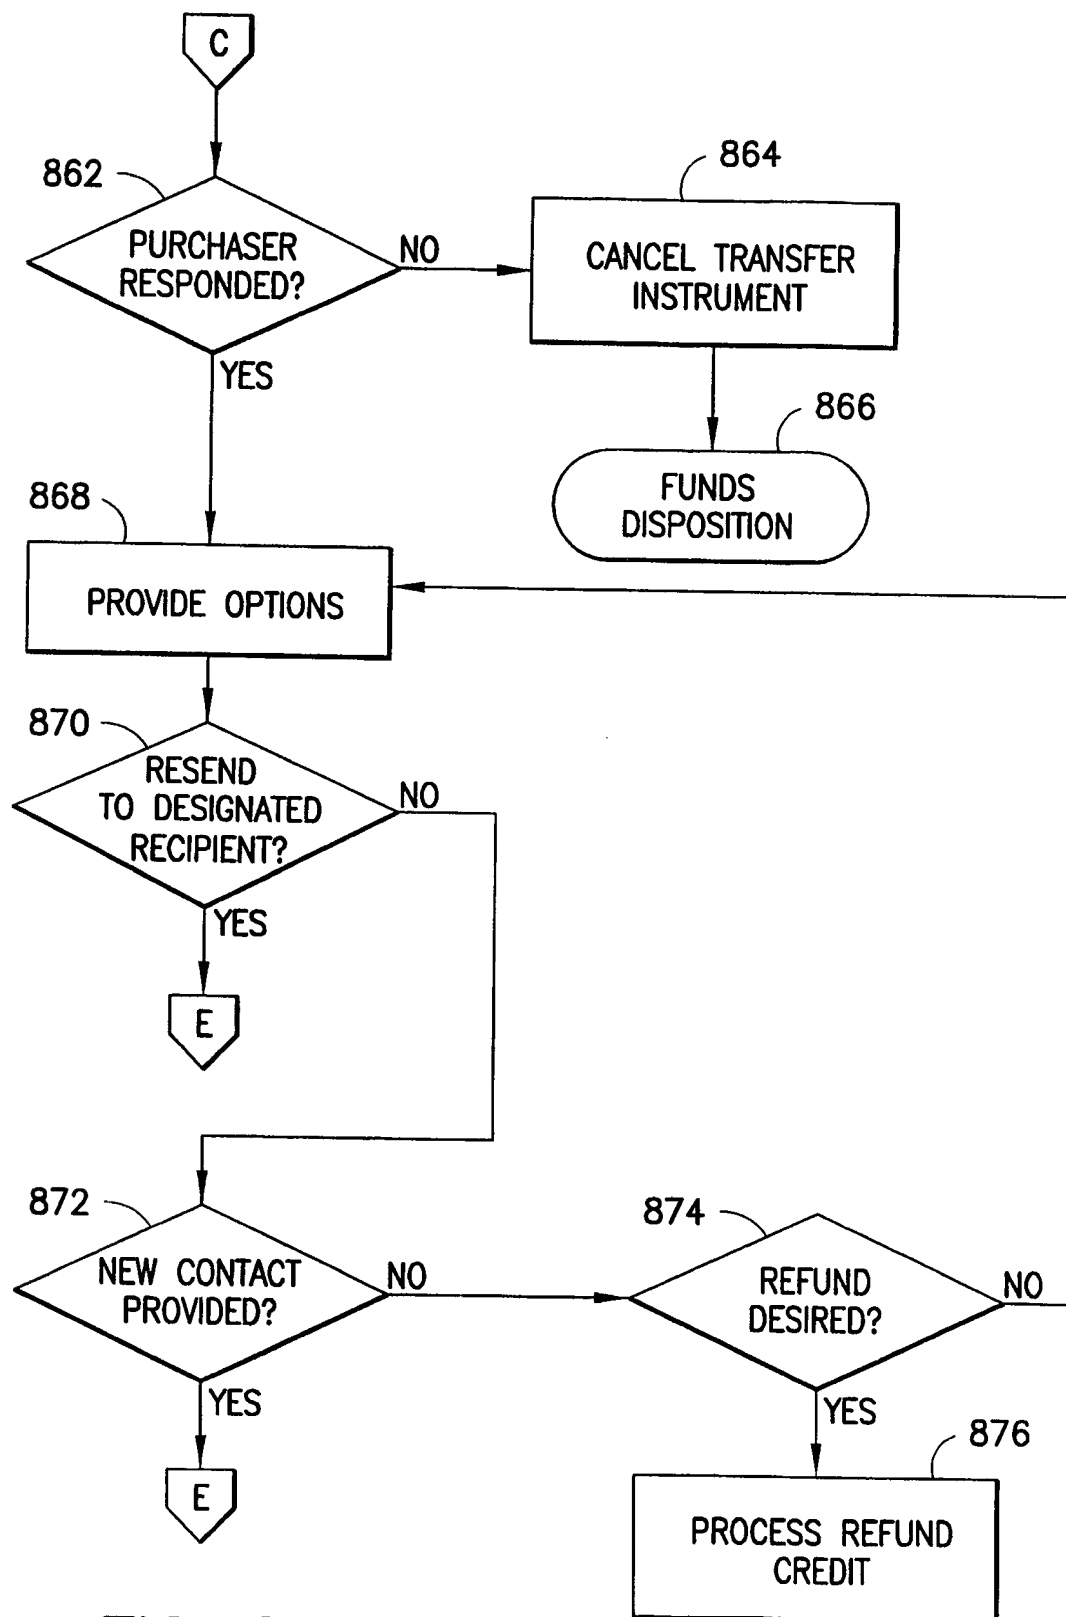 C
862
PURCHASER
RESPONDED?
NO
YES
864
CANCEL TRANSFER
INSTRUMENT
866
FUNDS
DISPOSITION
868
PROVIDE OPTIONS
870
RESEND
TO DESIGNATED
RECIPIENT?
NO
YES
E
872
NEW CONTACT
PROVIDED?
NO
YES
E
874
REFUND
DESIRED?
NO
YES
876
PROCESS REFUND
CREDIT